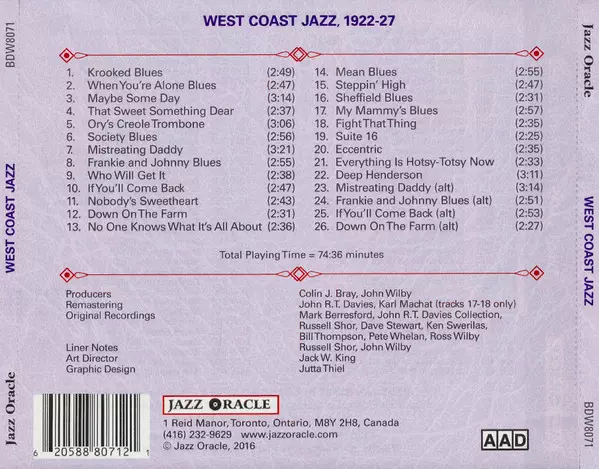 WEST COAST JAZZ, 1922-27
1. Krooked Blues (2:49)
2. When You're Alone Blues (2:47)
3. Maybe Some Day (3:14)
4. That Sweet Something Dear (2:37)
5. Ory's Creole Trombone (3:06)
6. Society Blues (2:56)
7. Mistreating Daddy (3:21)
8. Frankie and Johnny Blues (2:55)
9. Who Will Get It (2:38)
10. If You'll Come Back (2:47)
11. Nobody's Sweetheart (2:43)
12. Down On The Farm (2:31)
13. No One Knows What It's All About (2:36)
14. Mean Blues (2:55)
15. Steppin' High (2:47)
16. Sheffield Blues (2:31)
17. My Mammy's Blues (2:57)
18. Fight That Thing (2:35)
19. Suite 16 (2:25)
20. Eccentric (2:35)
21. Everything Is Hotsy-Totsy Now (2:33)
22. Deep Henderson (3:11)
23. Mistreating Daddy (alt) (3:14)
24. Frankie and Johnny Blues (alt) (2:51)
25. If You'll Come Back (alt) (2:53)
26. Down On The Farm (alt) (2:27)
Total Playing Time = 74:36 minutes
Producers Colin J. Bray, John Wilby
Remastering John R.T. Davies, Karl Machat (tracks 17-18 only)
Original Recordings Mark Berresford, John R.T. Davies Collection,
Russell Shor, Dave Stewart, Ken Swerilas,
Bill Thompson, Pete Whelan, Ross Wilby
Liner Notes Russell Shor, John Wilby
Art Director Jack W. King
Graphic Design Jutta Thiel
JAZZ ORACLE
1 Reid Manor, Toronto, Ontario, M8Y 2H8, Canada
(416) 232-9629 www.jazzoracle.com
© Jazz Oracle, 2016
AAD
6 20588 80712 1
BDW8071
WEST COAST JAZZ
Jazz Oracle
Jazz Oracle
WEST COAST JAZZ
BDW8071